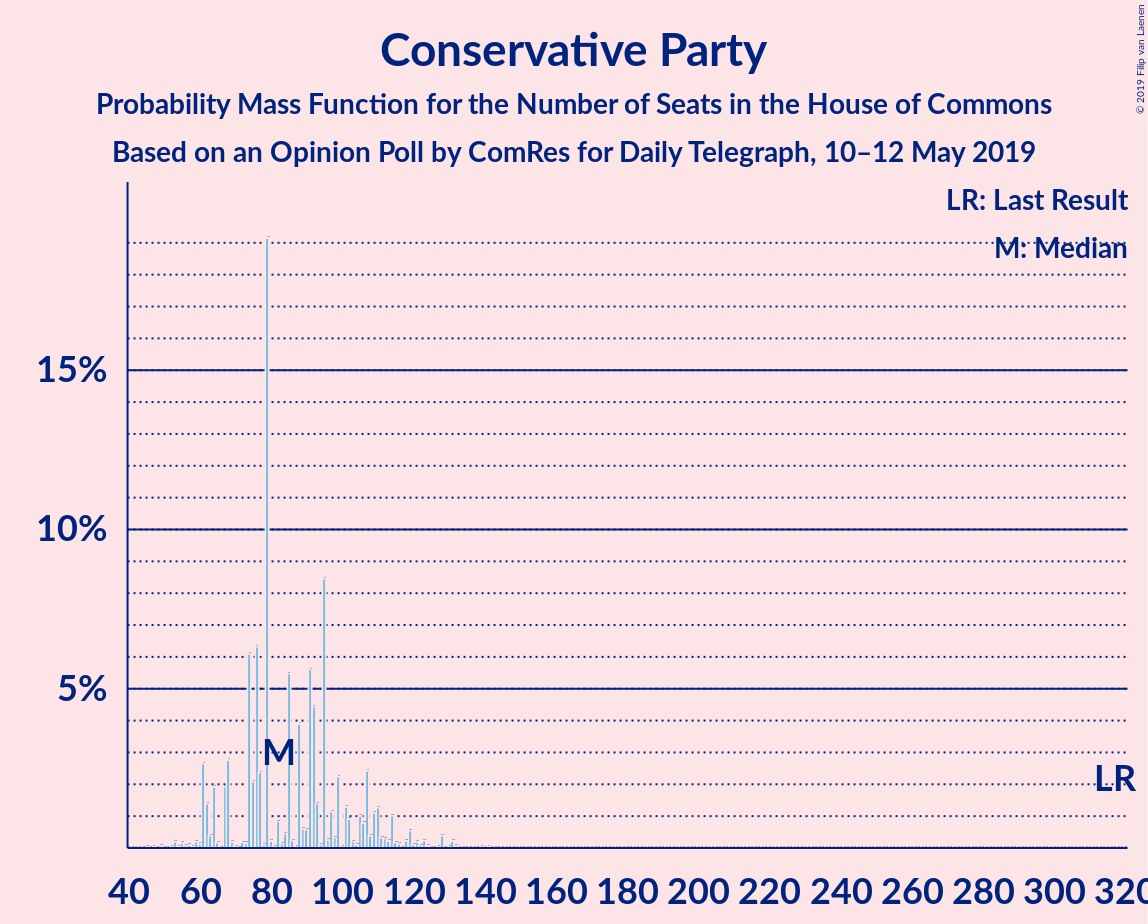 Conservative Party
Probability Mass Function for the Number of Seats in the House of Commons
Based on an Opinion Poll by ComRes for Daily Telegraph, 10–12 May 2019
© 2019 Filip van Laenen
LR: Last Result
M: Median
15%
10%
5%
M
LR
40 60 80 100 120 140 160 180 200 220 240 260 280 300 320